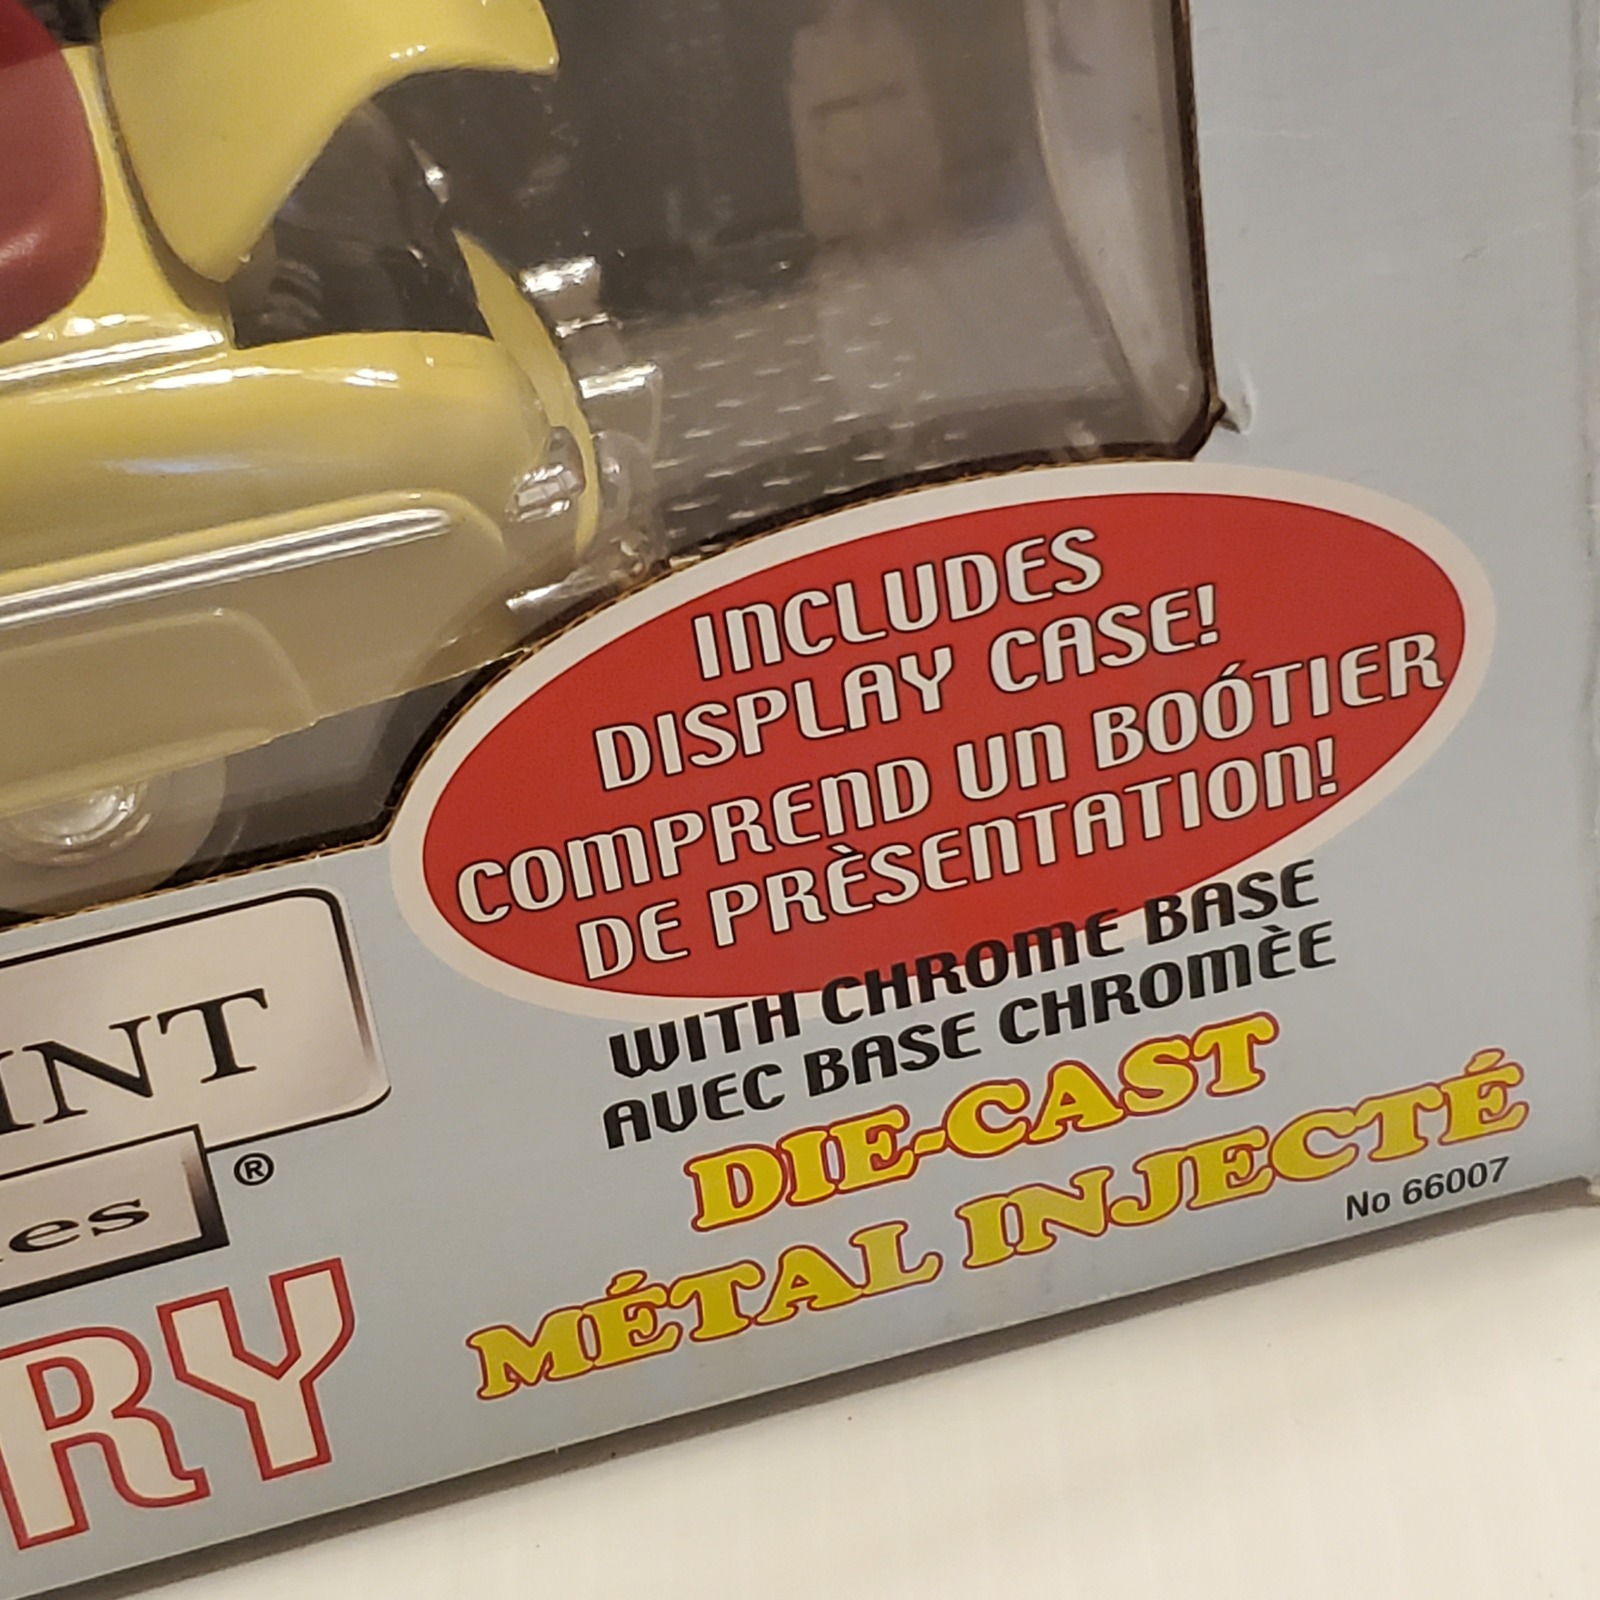 INCLUDES
DISPLAY CASE!
COMPREND UN BOÓTIER
DE PRÈSENTATION!
WITH CHROME BASE
AVEC BASE CHROMÈE
DIE-CAST
MÉTAL INJECTÉ
No 66007
INT
es
®
RY